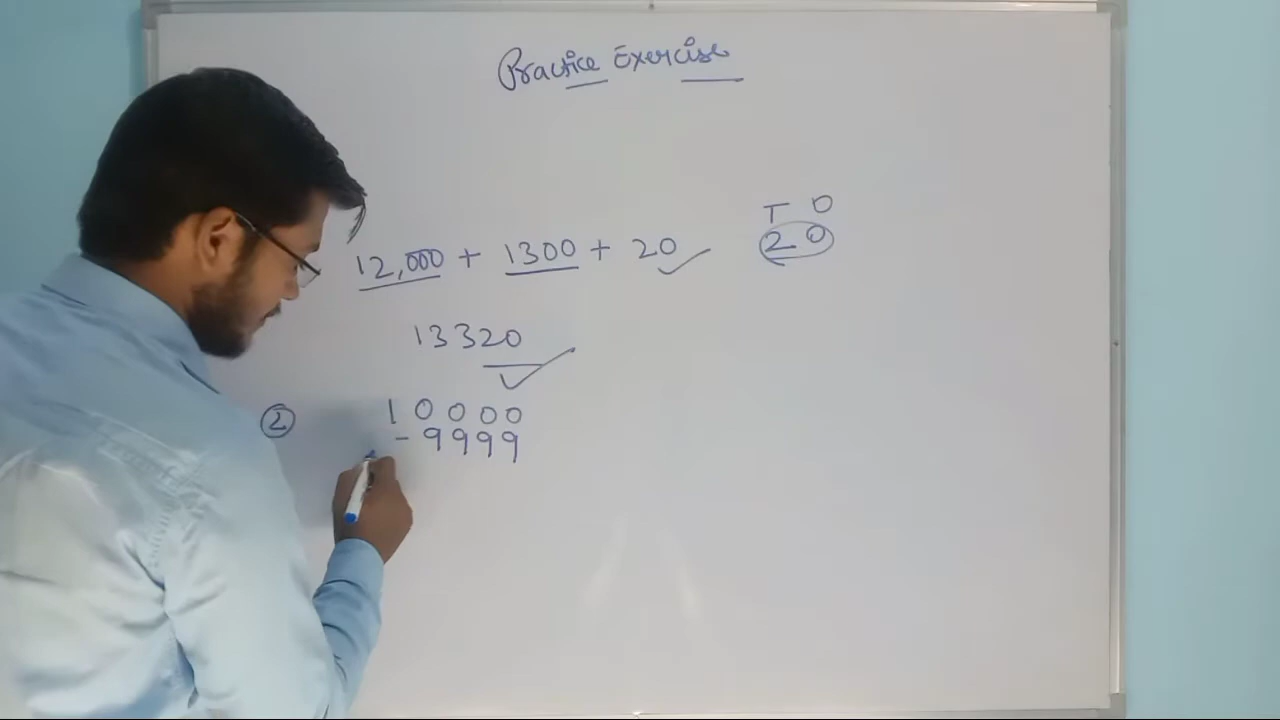 Practice Exercise
T O
12,000 + 1300 + 20
20
13320
2
10000
- 9999